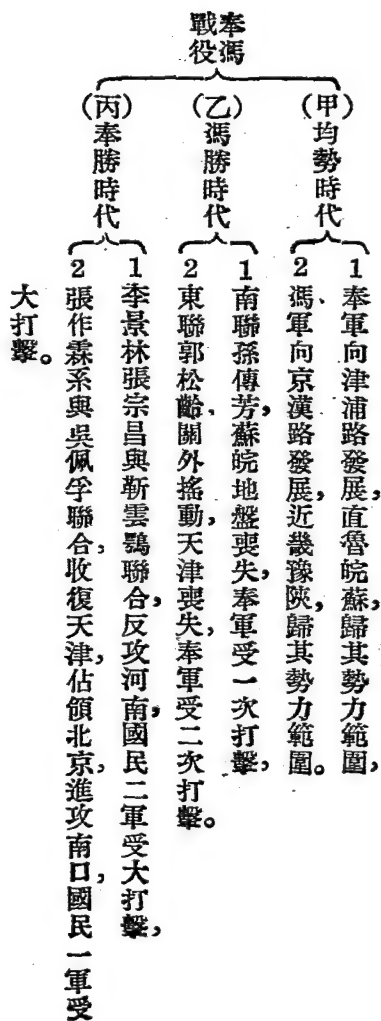 奉馮
戰役
(甲)均勢時代
1奉軍向津浦路發展，直魯皖蘇，歸其勢力範圍，
2馮軍向京漢路發展，近畿豫陝，歸其勢力範圍。
(乙)馮勝時代
1南聯孫傳芳，蘇皖地盤喪失，奉軍受一次打擊，
2東聯郭松齡，關外搖動，天津喪失，奉軍受二次打擊。
(丙)奉勝時代
1李景林張宗昌與靳雲鶚聯合，反攻河南，國民二軍受大打擊，
2張作霖系與吳佩孚聯合，收復天津，佔領北京，進攻南口，國民一軍受
大打擊。